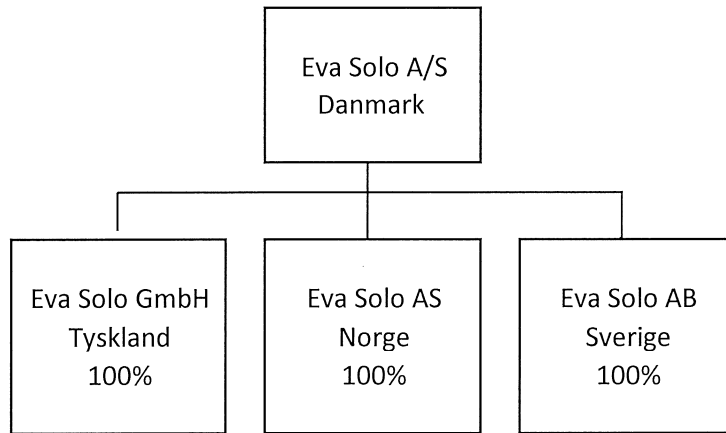 Eva Solo A/S
Danmark
Eva Solo GmbH
Tyskland
100%
Eva Solo AS
Norge
100%
Eva Solo AB
Sverige
100%